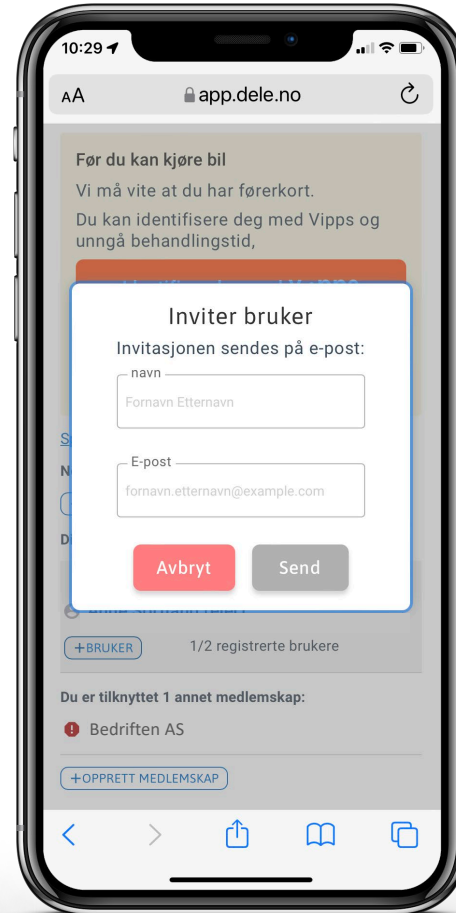 10:29
AA app.dele.no
Før du kan kjøre bil
Vi må vite at du har førerkort.
Du kan identifisere deg med Vipps og
unngå behandlingstid,
Inviter bruker
Invitasjonen sendes på e-post:
navn
Fornavn Etternavn
E-post
fornavn.etternavn@example.com
Avbryt Send
+BRUKER 1/2 registrerte brukere
Du er tilknyttet 1 annet medlemskap:
Bedriften AS
+OPPRETT MEDLEMSKAP